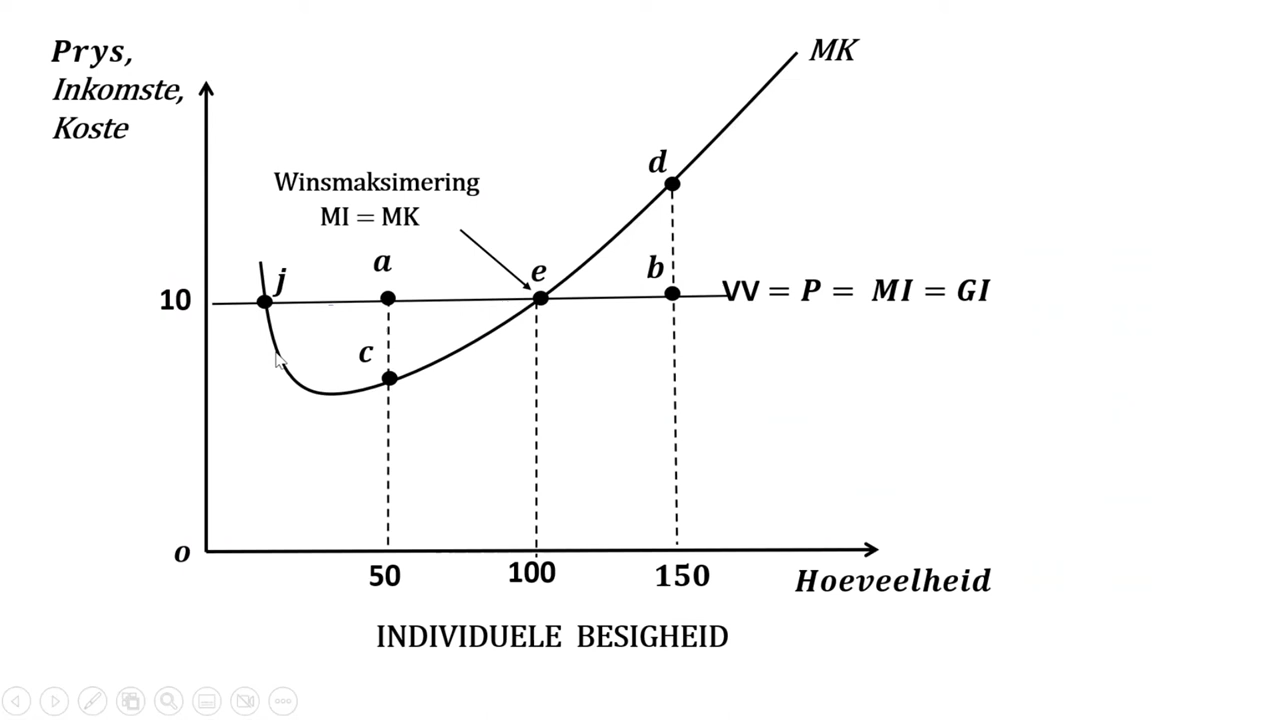 Prys,
Inkomste,
Koste
MK
Winsmaksimering
MI = MK
d
j
a
e
b
10
VV = P = MI = GI
c
o
50
100
150
Hoeveelheid
INDIVIDUELE BESIGHEID